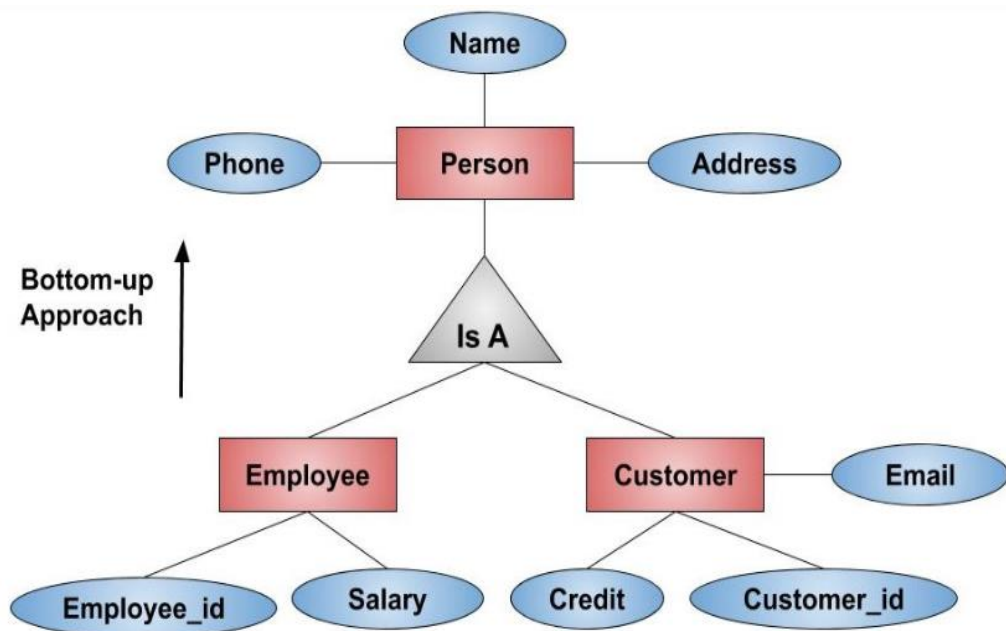 Name
Phone
Person
Address
Bottom-up
Approach
Is A
Employee
Customer
Email
Employee_id
Salary
Credit
Customer_id